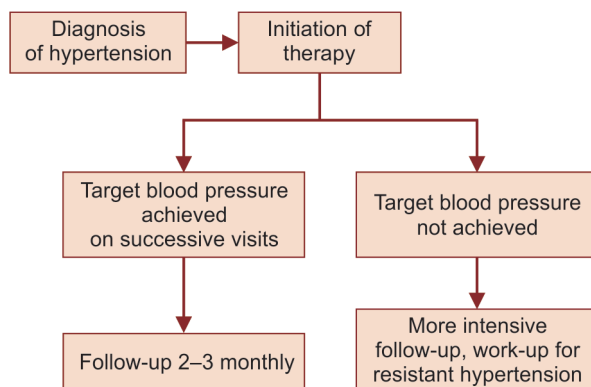 Diagnosis
of hypertension
Initiation of
therapy
Target blood pressure
achieved
on successive visits
Target blood pressure
not achieved
Follow-up 2–3 monthly
More intensive
follow-up, work-up for
resistant hypertension